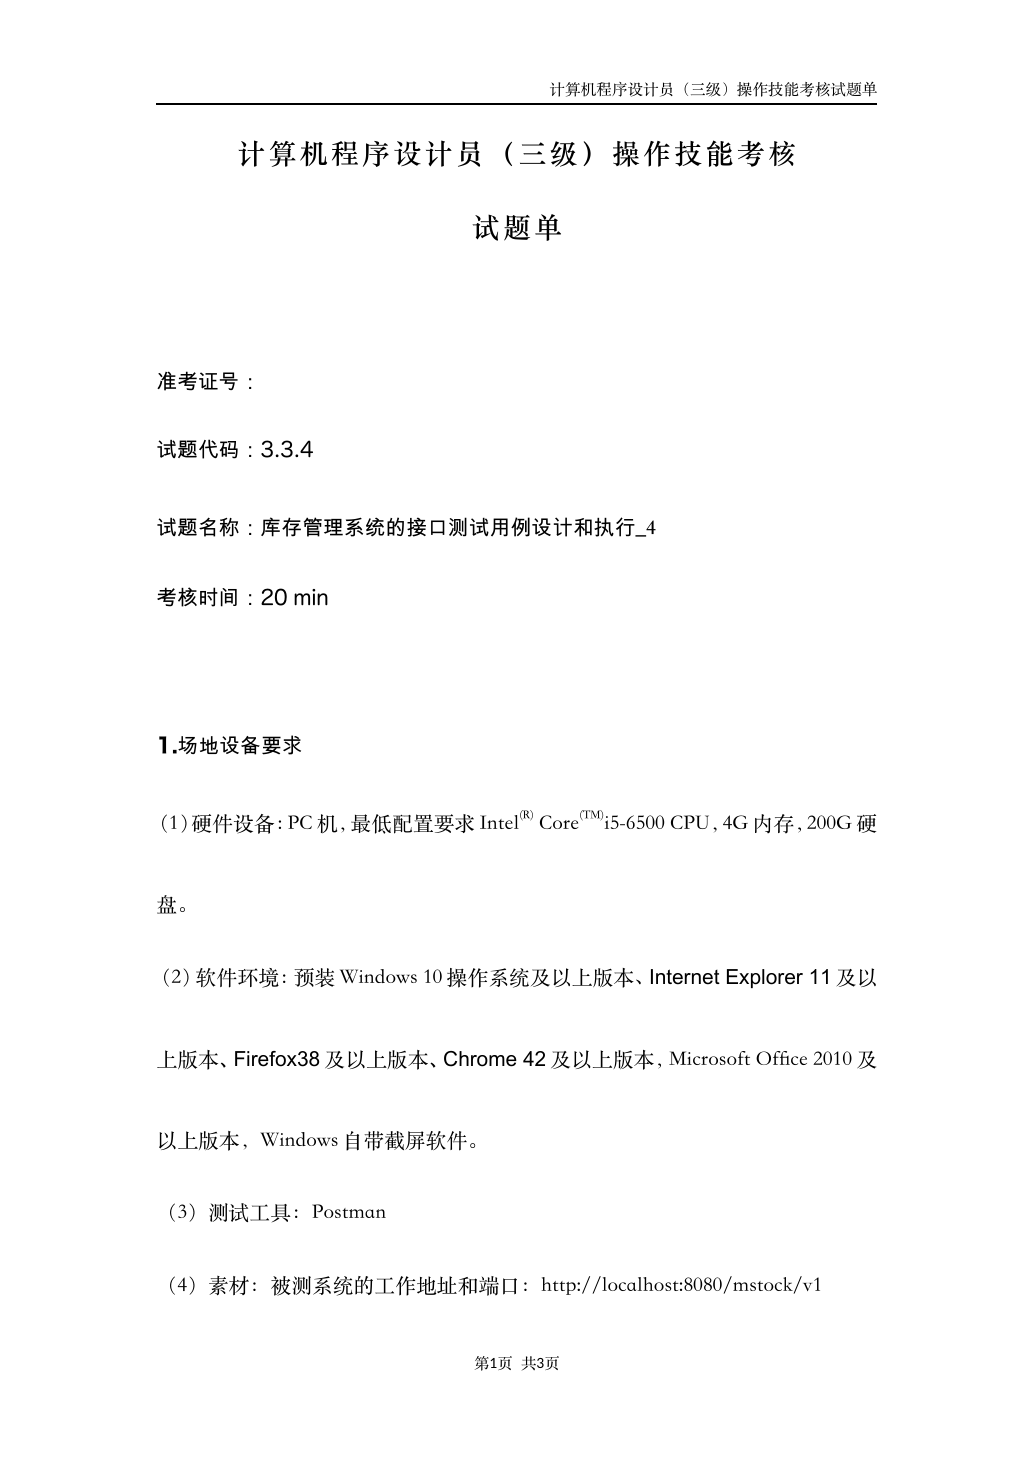 计算机程序设计员（三级）操作技能考核试题单
计算机程序设计员（三级）操作技能考核
试题单
准考证号：
试题代码：3.3.4
试题名称：库存管理系统的接口测试用例设计和执行_4
考核时间：20 min
1.场地设备要求
（1）硬件设备：PC 机，最低配置要求 Intel(R) Core(TM)i5-6500 CPU，4G 内存，200G 硬
盘。
（2）软件环境：预装 Windows 10 操作系统及以上版本、Internet Explorer 11 及以
上版本、Firefox38 及以上版本、Chrome 42 及以上版本，Microsoft Office 2010 及
以上版本，Windows 自带截屏软件。
（3）测试工具：Postman
（4）素材：被测系统的工作地址和端口：http://localhost:8080/mstock/v1
第1页 共3页